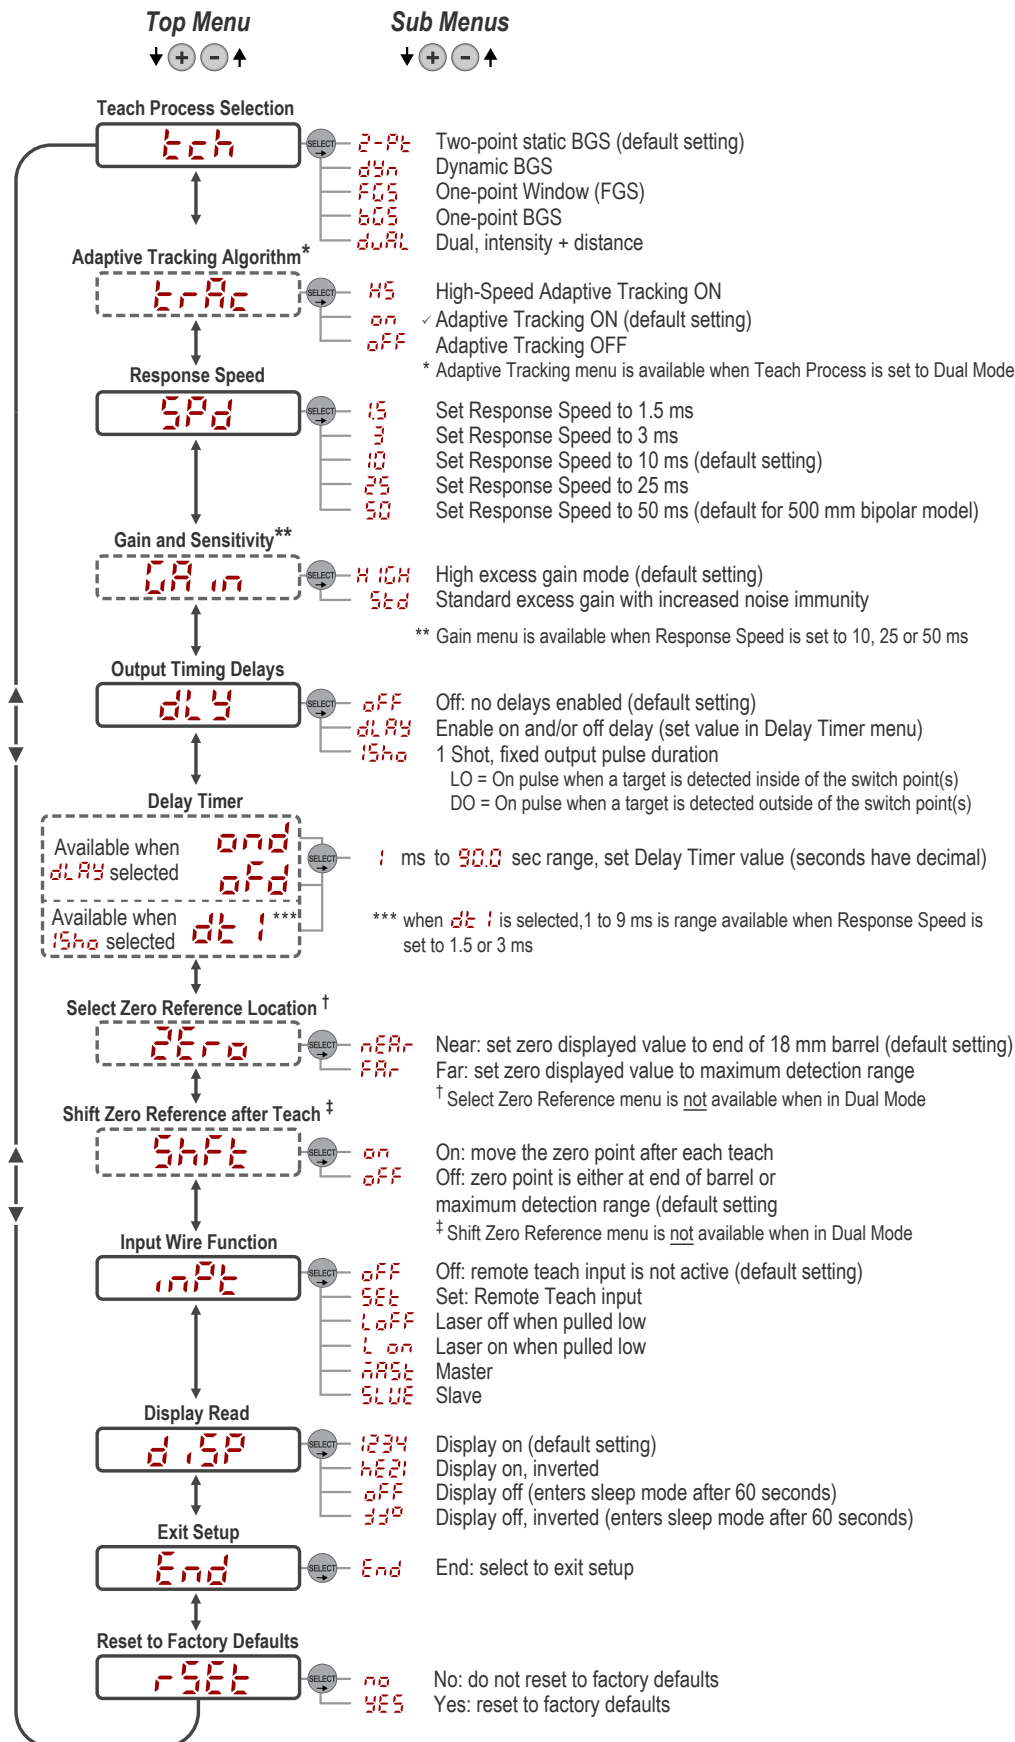 Top Menu
Sub Menus
+ -
+ -
Teach Process Selection
tch
SELECT
2-Pt Two-point static BGS (default setting)
dYn Dynamic BGS
FGS One-point Window (FGS)
bGS One-point BGS
duAL Dual, intensity + distance
Adaptive Tracking Algorithm*
trAc
SELECT
HS High-Speed Adaptive Tracking ON
on ✓ Adaptive Tracking ON (default setting)
oFF Adaptive Tracking OFF
* Adaptive Tracking menu is available when Teach Process is set to Dual Mode
Response Speed
SPd
SELECT
1.5 Set Response Speed to 1.5 ms
3 Set Response Speed to 3 ms
10 Set Response Speed to 10 ms (default setting)
25 Set Response Speed to 25 ms
50 Set Response Speed to 50 ms (default for 500 mm bipolar model)
Gain and Sensitivity**
GAin
SELECT
HIGH High excess gain mode (default setting)
Std Standard excess gain with increased noise immunity
** Gain menu is available when Response Speed is set to 10, 25 or 50 ms
Output Timing Delays
dLY
SELECT
oFF Off: no delays enabled (default setting)
dLAY Enable on and/or off delay (set value in Delay Timer menu)
1Sho 1 Shot, fixed output pulse duration
LO = On pulse when a target is detected inside of the switch point(s)
DO = On pulse when a target is detected outside of the switch point(s)
Delay Timer
Available when
dLAY selected
ond
oFd
SELECT
1 ms to 90.0 sec range, set Delay Timer value (seconds have decimal)
Available when
1Sho selected
dt1 ***
*** when dt1 is selected,1 to 9 ms is range available when Response Speed is
set to 1.5 or 3 ms
Select Zero Reference Location †
ZEro
SELECT
nEAr Near: set zero displayed value to end of 18 mm barrel (default setting)
FAr Far: set zero displayed value to maximum detection range
† Select Zero Reference menu is not available when in Dual Mode
Shift Zero Reference after Teach ‡
ShFt
SELECT
on On: move the zero point after each teach
oFF Off: zero point is either at end of barrel or
maximum detection range (default setting
‡ Shift Zero Reference menu is not available when in Dual Mode
Input Wire Function
inPt
SELECT
oFF Off: remote teach input is not active (default setting)
SEt Set: Remote Teach input
LoFF Laser off when pulled low
L on Laser on when pulled low
mASt Master
SLVE Slave
Display Read
diSP
SELECT
1234 Display on (default setting)
hEZI Display on, inverted
oFF Display off (enters sleep mode after 60 seconds)
Display off, inverted (enters sleep mode after 60 seconds)
Exit Setup
End
SELECT
End End: select to exit setup
Reset to Factory Defaults
rSEt
SELECT
no No: do not reset to factory defaults
YES Yes: reset to factory defaults